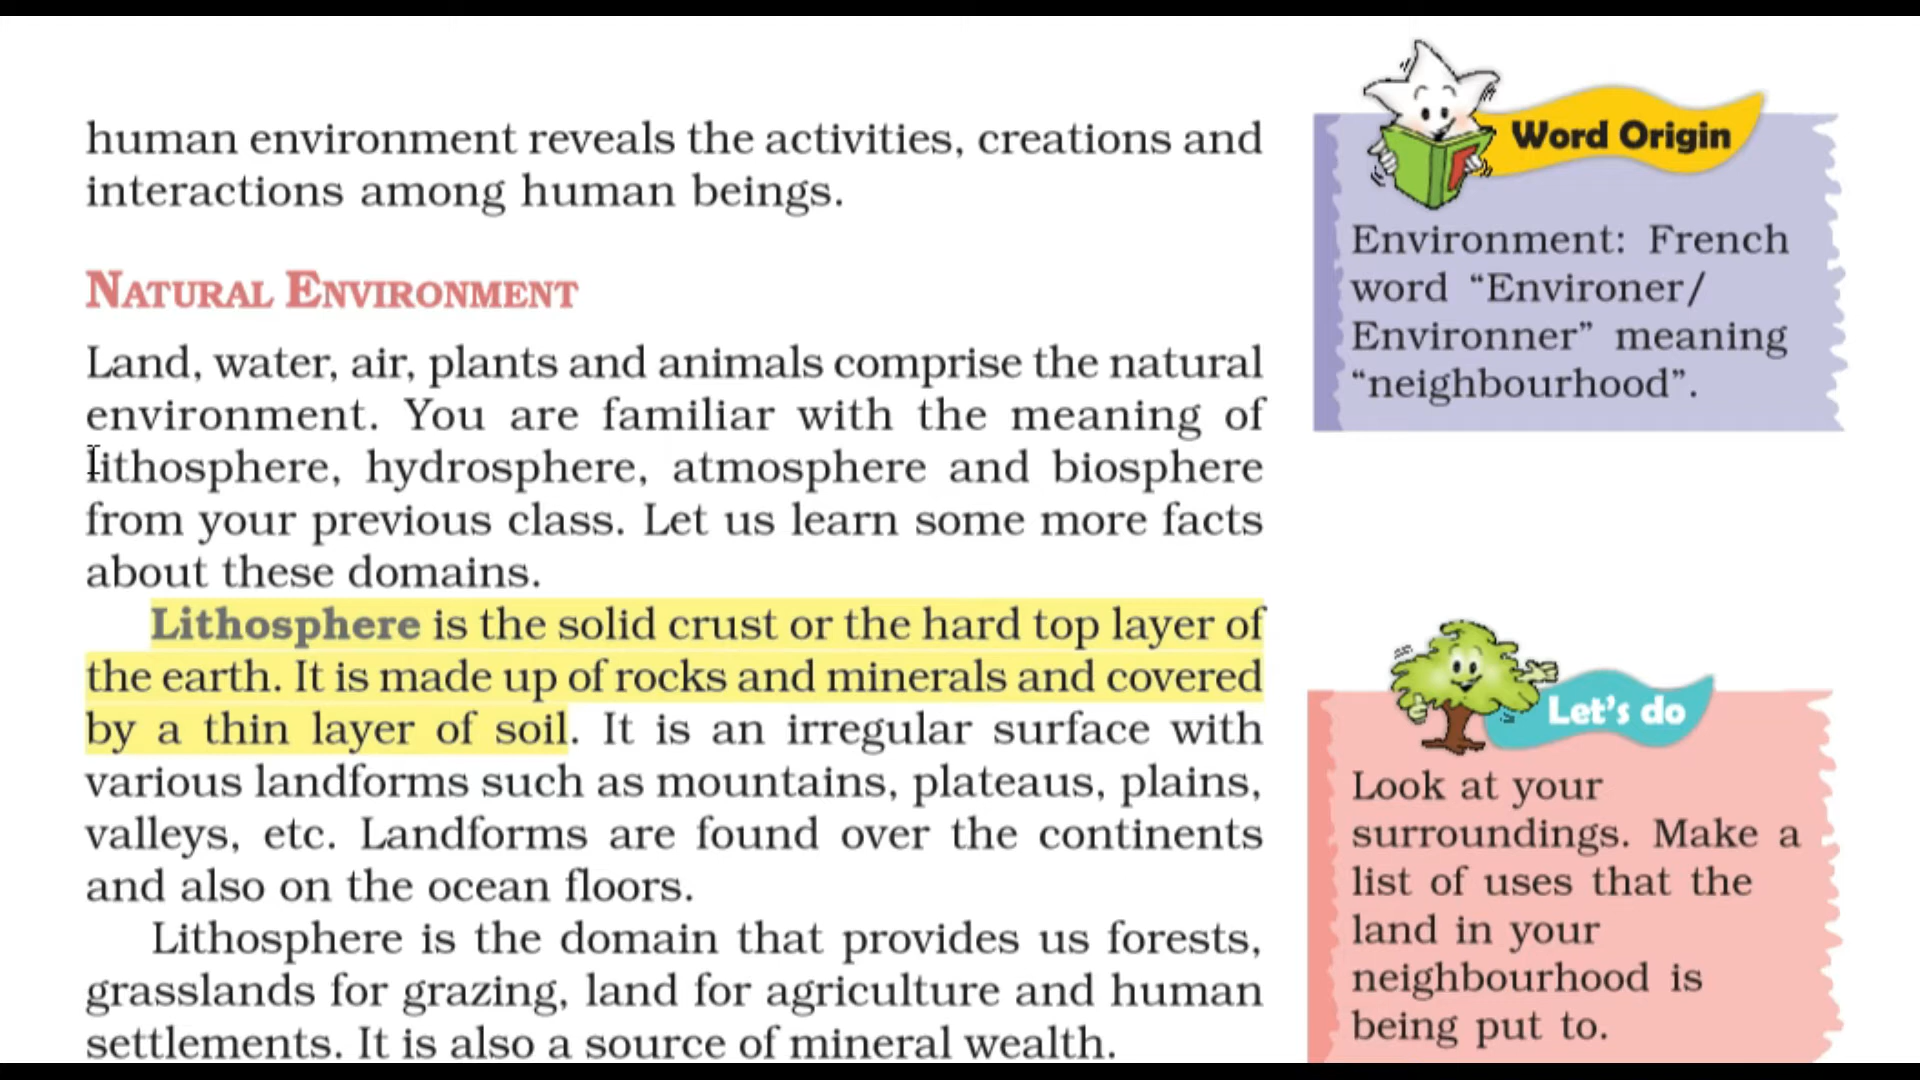 human environment reveals the activities, creations and
interactions among human beings.
NATURAL ENVIRONMENT
Land, water, air, plants and animals comprise the natural
environment. You are familiar with the meaning of
lithosphere, hydrosphere, atmosphere and biosphere
from your previous class. Let us learn some more facts
about these domains.
Lithosphere is the solid crust or the hard top layer of
the earth. It is made up of rocks and minerals and covered
by a thin layer of soil. It is an irregular surface with
various landforms such as mountains, plateaus, plains,
valleys, etc. Landforms are found over the continents
and also on the ocean floors.
Lithosphere is the domain that provides us forests,
grasslands for grazing, land for agriculture and human
settlements. It is also a source of mineral wealth.
Word Origin
Environment: French
word “Environer/
Environner” meaning
“neighbourhood”.
Let’s do
Look at your
surroundings. Make a
list of uses that the
land in your
neighbourhood is
being put to.